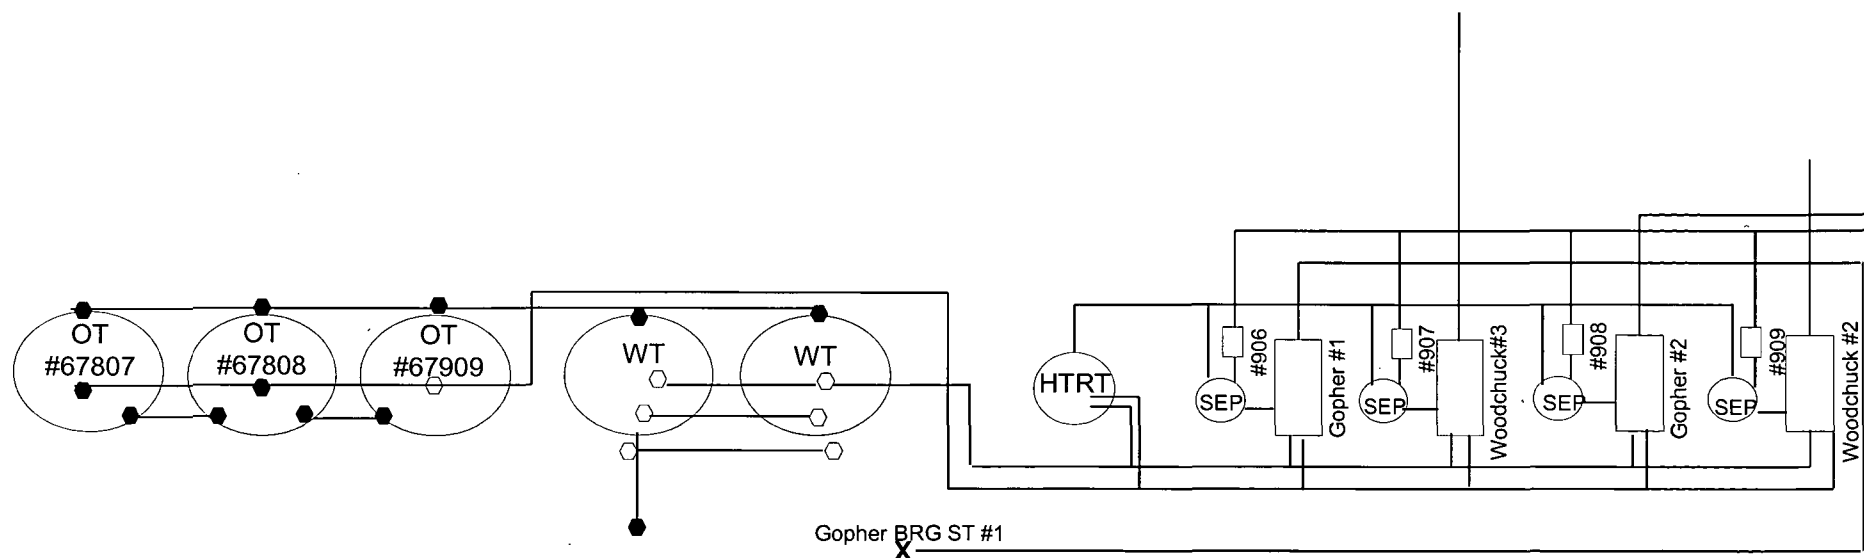 OT
#67807
OT
#67808
OT
#67909
WT
WT
HTRT
SEP
#906
Gopher #1
SEP
#907
Woodchuck#3
SEP
#908
Gopher #2
SEP
#909
Woodchuck #2
Gopher BRG ST #1
X